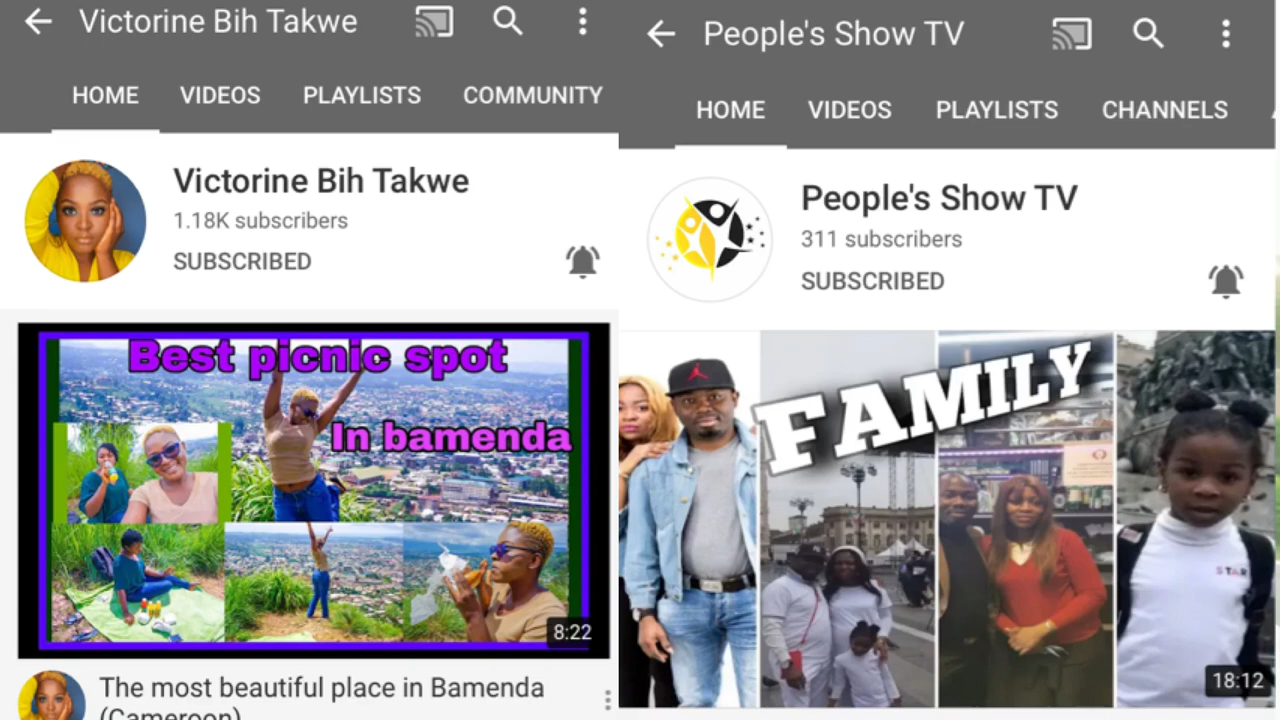 Victorine Bih Takwe
HOME VIDEOS PLAYLISTS COMMUNITY
Victorine Bih Takwe
1.18K subscribers
SUBSCRIBED
Best picnic spot
In bamenda
8:22
The most beautiful place in Bamenda
(Cameroon)
People's Show TV
HOME VIDEOS PLAYLISTS CHANNELS
People's Show TV
311 subscribers
SUBSCRIBED
FAMILY
STAR
18:12